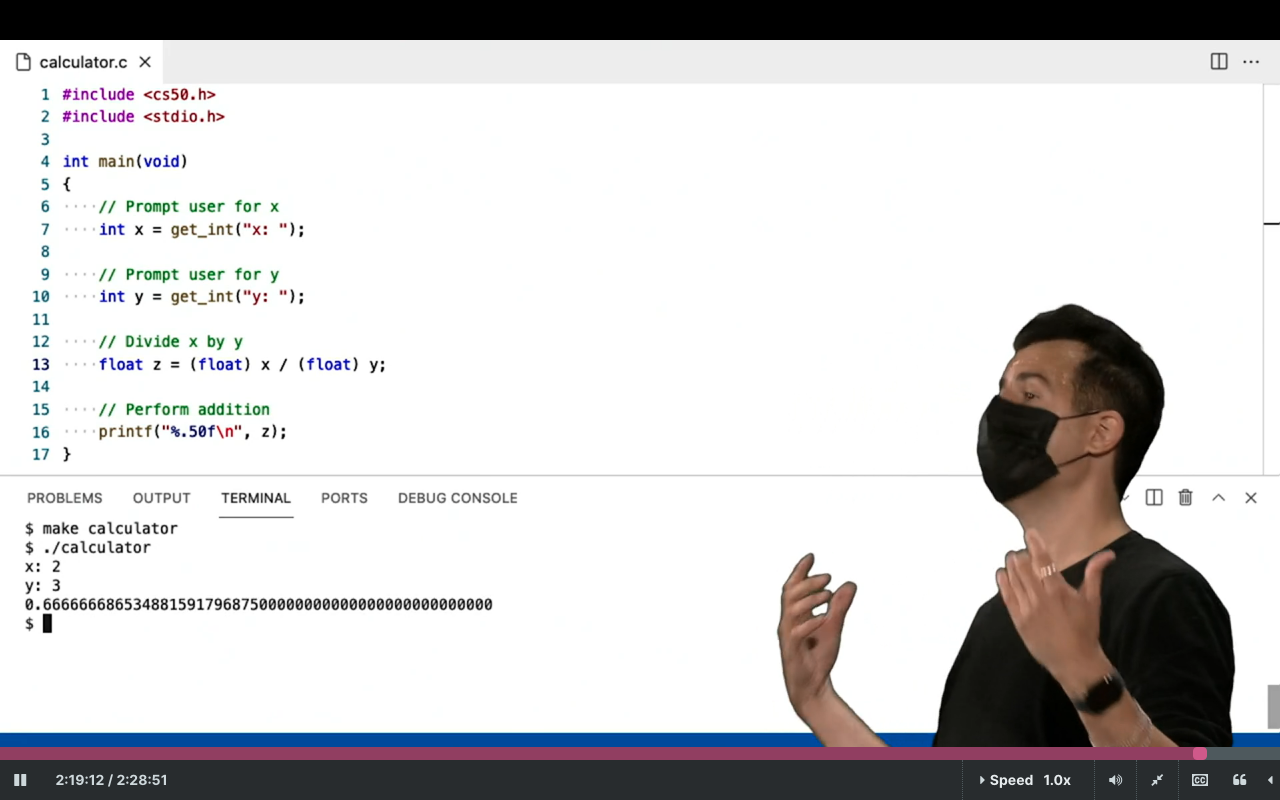 calculator.c
1 #include <cs50.h>
2 #include <stdio.h>
3
4 int main(void)
5 {
6 ····// Prompt user for x
7 ····int x = get_int("x: ");
8
9 ····// Prompt user for y
10 ····int y = get_int("y: ");
11
12 ····// Divide x by y
13 ····float z = (float) x / (float) y;
14
15 ····// Perform addition
16 ····printf("%.50f\n", z);
17 }
PROBLEMS OUTPUT TERMINAL PORTS DEBUG CONSOLE
$ make calculator
$ ./calculator
x: 2
y: 3
0.66666668653488159179687500000000000000000000000000
$
2:19:12 / 2:28:51 Speed 1.0x CC